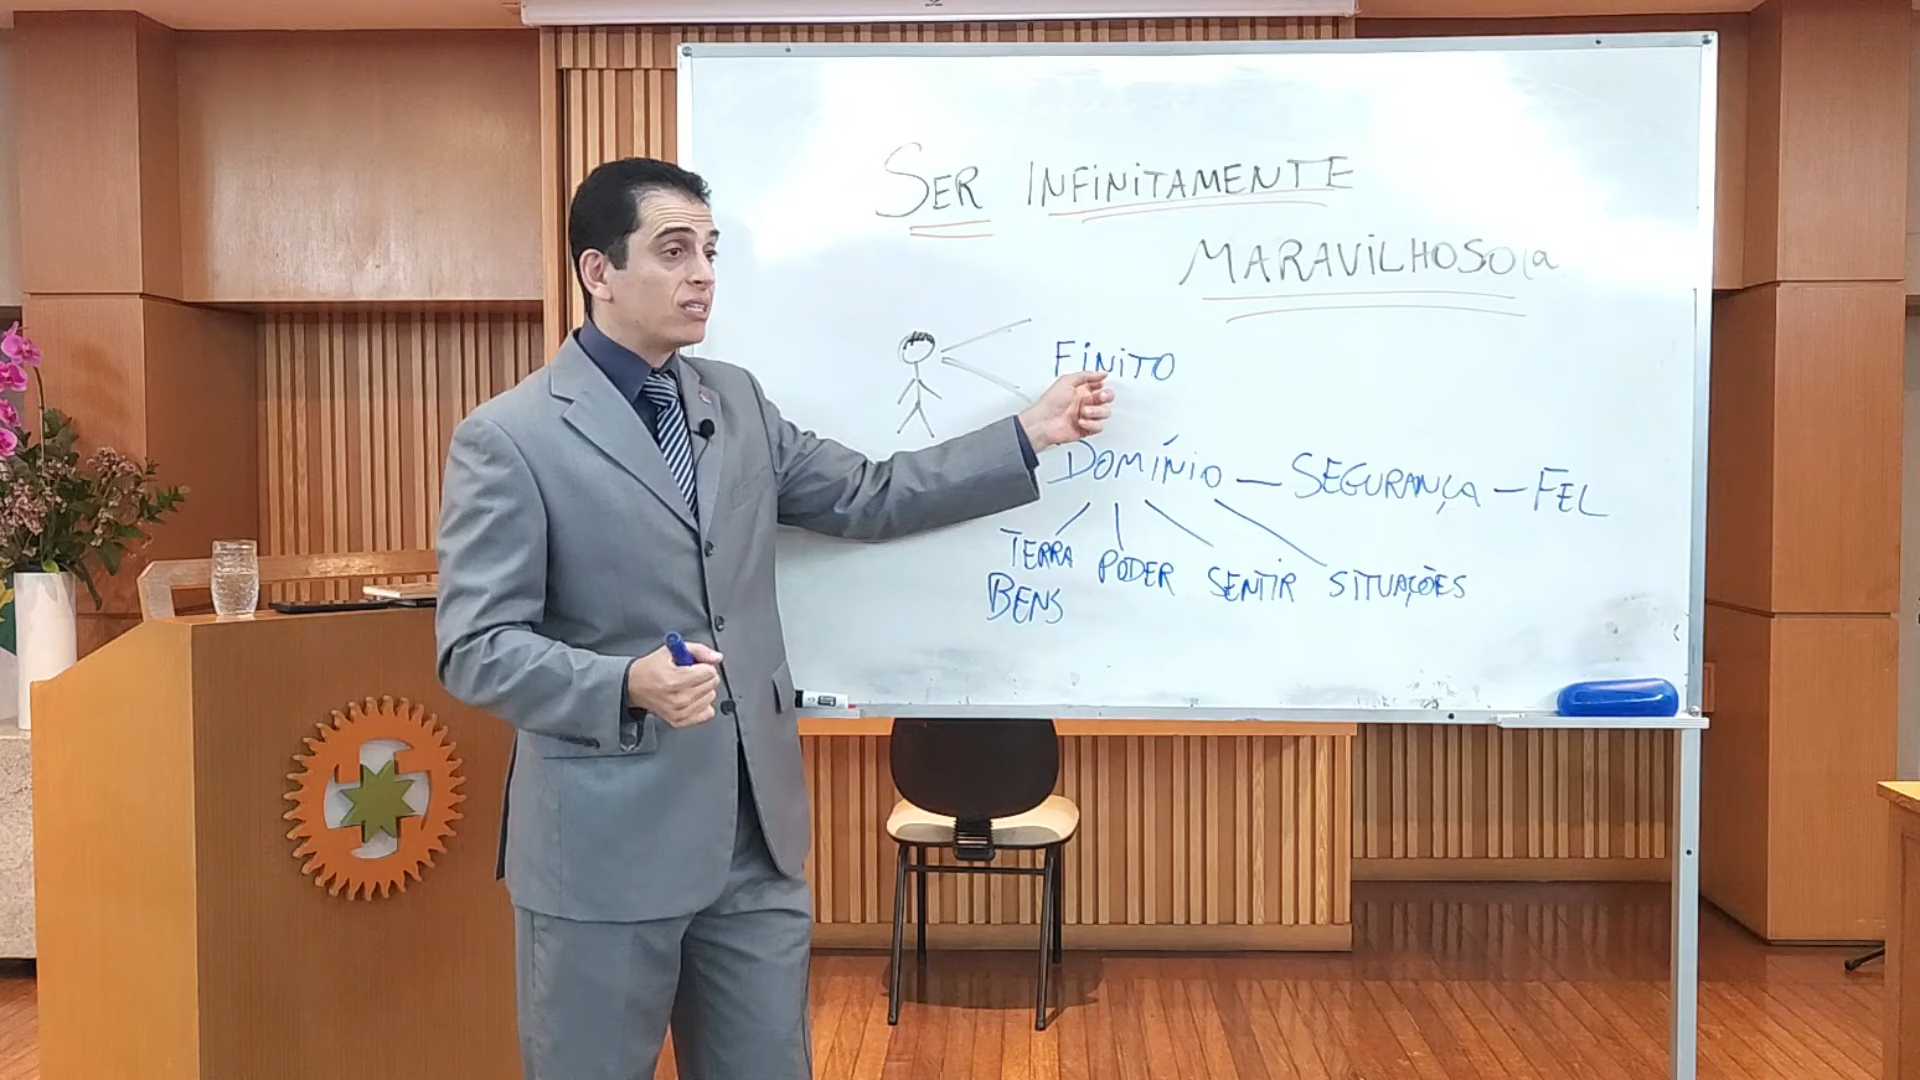 SER INFINITAMENTE
MARAVILHOSO(a
FINITO
DOMÍNIO — SEGURANÇA — FEL
TERRA PODER SENTIR SITUAÇÕES
BENS